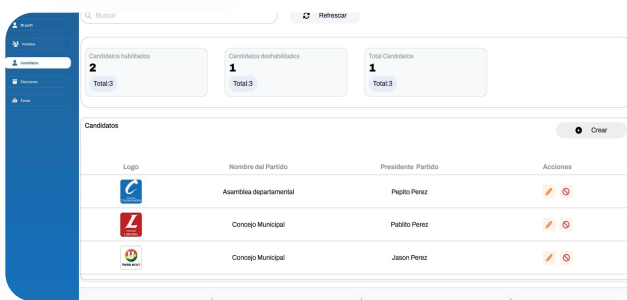 Buscar
Refrescar
Mi perfil
Partidos
Candidatos
Elecciones
Candidatos habilitados
2
Total:3
Candidatos deshabilitados
1
Total:3
Total Candidatos
1
Total:3
Candidatos
Crear
Logo
Nombre del Partido
Presidente Partido
Acciones
Asamblea departamental
Pepito Perez
L
LIBERAL
Concejo Municipal
Pablito Perez
Concejo Municipal
Jason Perez